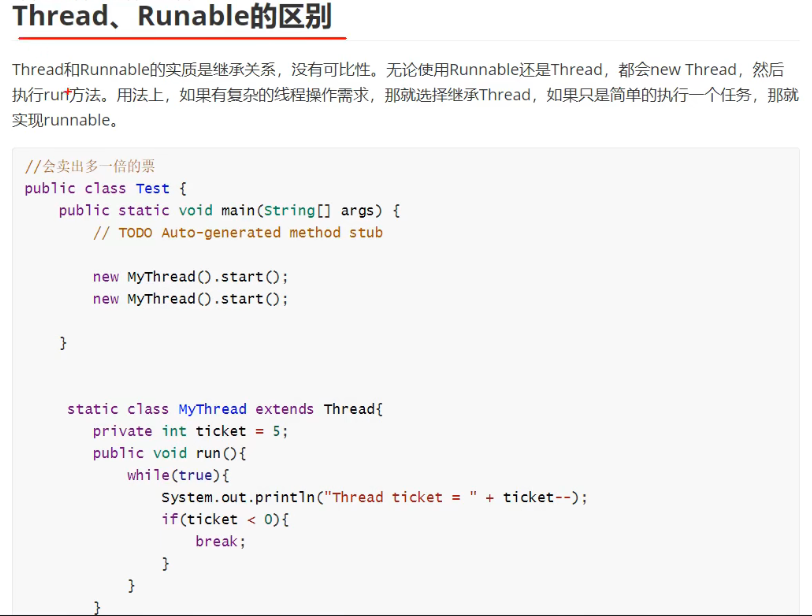 Thread、Runable的区别
Thread和Runnable的实质是继承关系，没有可比性。无论使用Runnable还是Thread，都会new Thread，然后
执行run方法。用法上，如果有复杂的线程操作需求，那就选择继承Thread，如果只是简单的执行一个任务，那就
实现runnable。
//会卖出多一倍的票
public class Test {
    public static void main(String[] args) {
        // TODO Auto-generated method stub
        new MyThread().start();
        new MyThread().start();
    }
     static class MyThread extends Thread{
        private int ticket = 5;
        public void run(){
            while(true){
                System.out.println("Thread ticket = " + ticket--);
                if(ticket < 0){
                    break;
                }
            }
        }